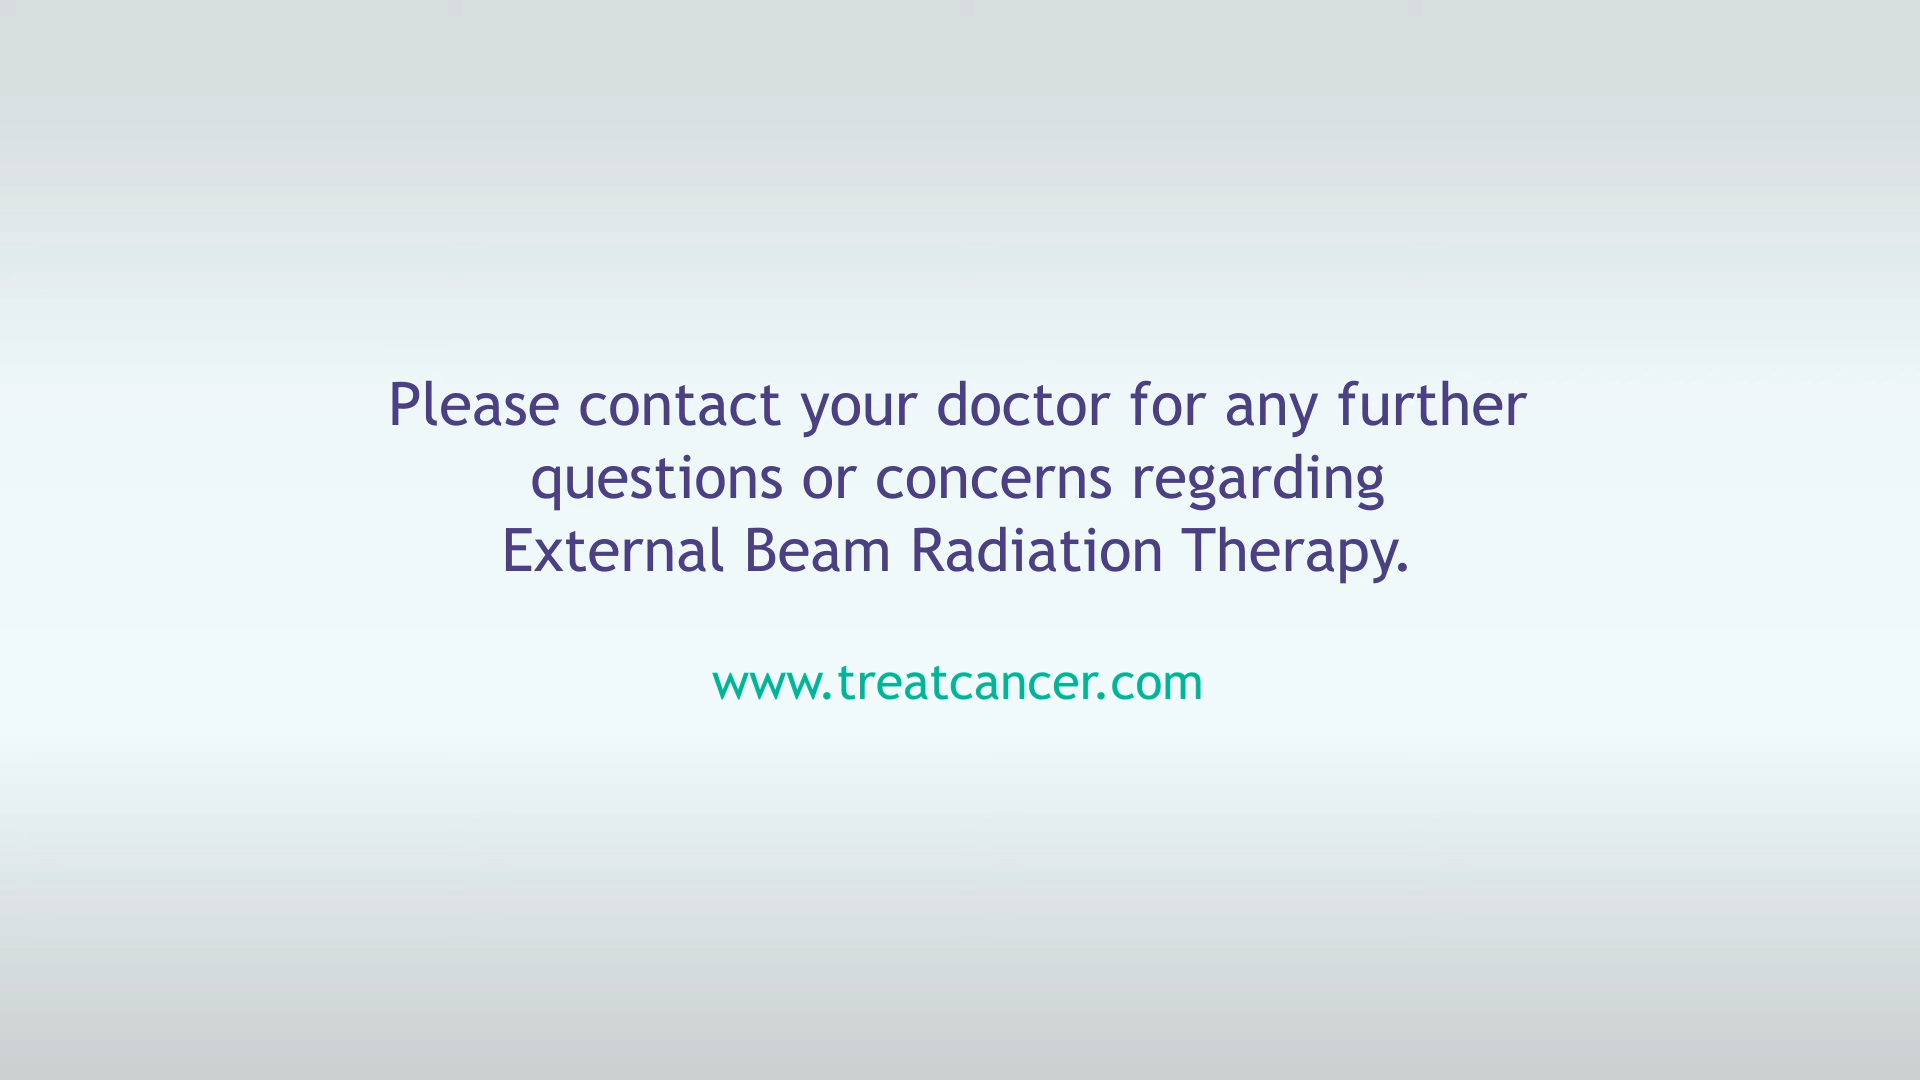 Please contact your doctor for any further
questions or concerns regarding
External Beam Radiation Therapy.
www.treatcancer.com